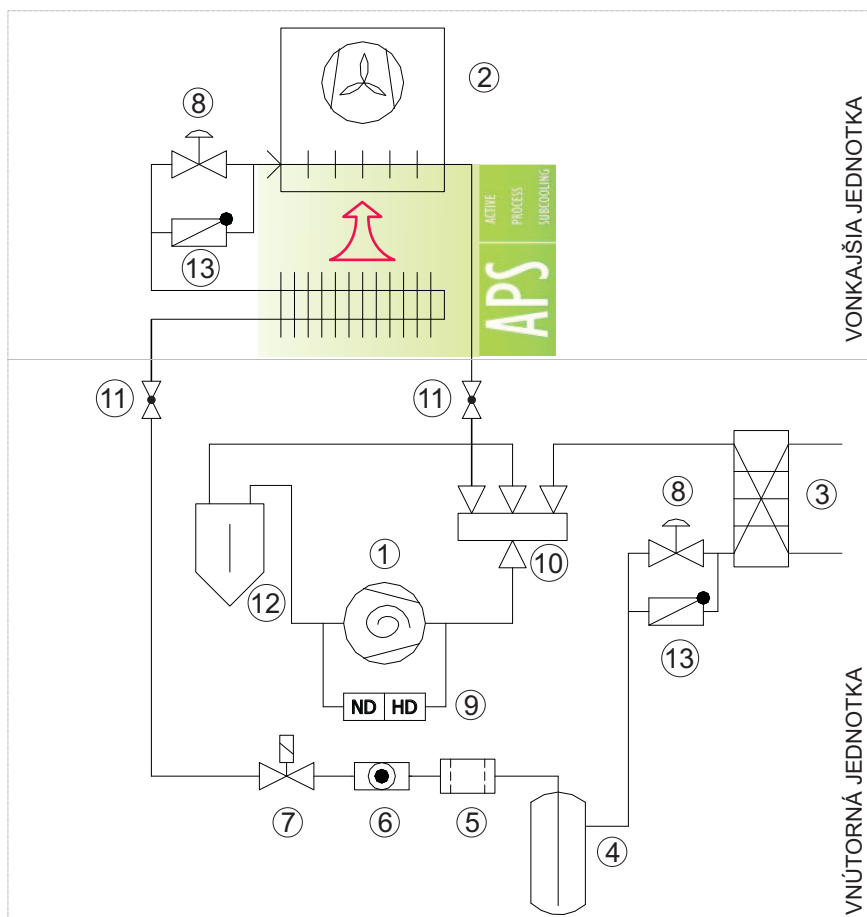 2
8
VONKAJŠIA JEDNOTKA
ACTIVE
PROCESS
SUBCOOLING
13
APS
11
11
8
3
1
10
12
13
ND HD
9
7
6
5
4
VNÚTORNÁ JEDNOTKA